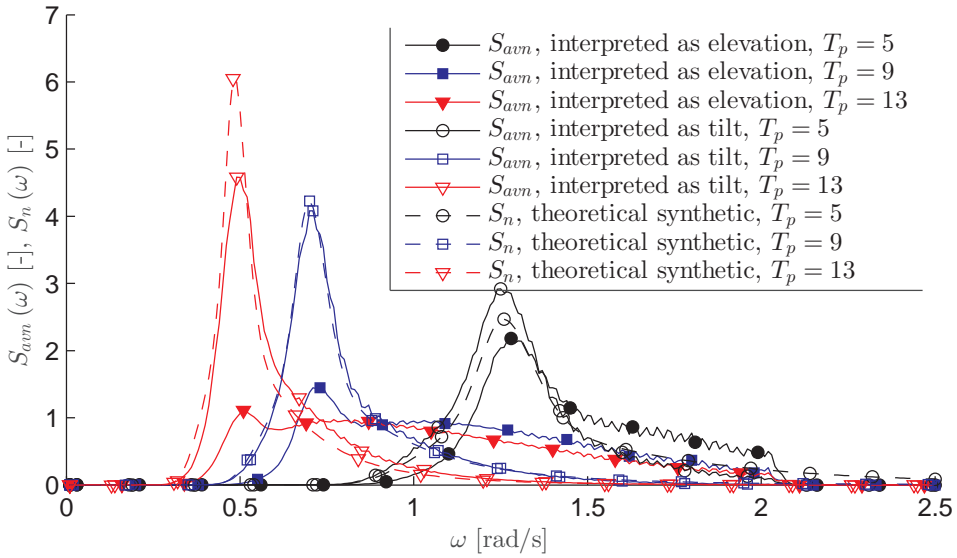 7
6
5
4
3
2
1
0
S_avn (ω) [-], S_n (ω) [-]
S_avn, interpreted as elevation, T_p = 5
S_avn, interpreted as elevation, T_p = 9
S_avn, interpreted as elevation, T_p = 13
S_avn, interpreted as tilt, T_p = 5
S_avn, interpreted as tilt, T_p = 9
S_avn, interpreted as tilt, T_p = 13
S_n, theoretical synthetic, T_p = 5
S_n, theoretical synthetic, T_p = 9
S_n, theoretical synthetic, T_p = 13
0 0.5 1 1.5 2 2.5
ω [rad/s]